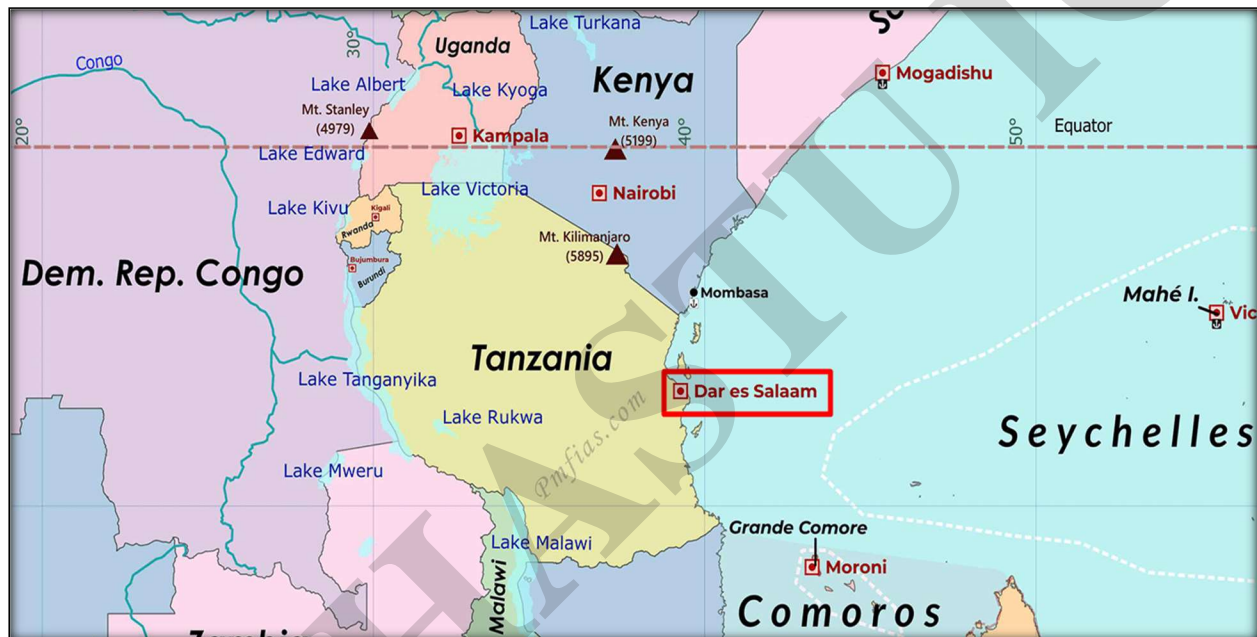 Lake Turkana
Uganda
30°
Congo
Lake Albert
Lake Kyoga
Kenya
Mogadishu
Mt. Stanley
(4979)
Kampala
Mt. Kenya
(5199)
20°
40°
50°
Equator
Lake Edward
Lake Victoria
Nairobi
Lake Kivu
Kigali
Rwanda
Mt. Kilimanjaro
(5895)
Bujumbura
Burundi
Dem. Rep. Congo
Mombasa
Mahé I.
Vic
Tanzania
Lake Tanganyika
Dar es Salaam
Lake Rukwa
Seychelles
Pmfias.com
Lake Mweru
Grande Comore
Lake Malawi
Moroni
Malawi
Comoros